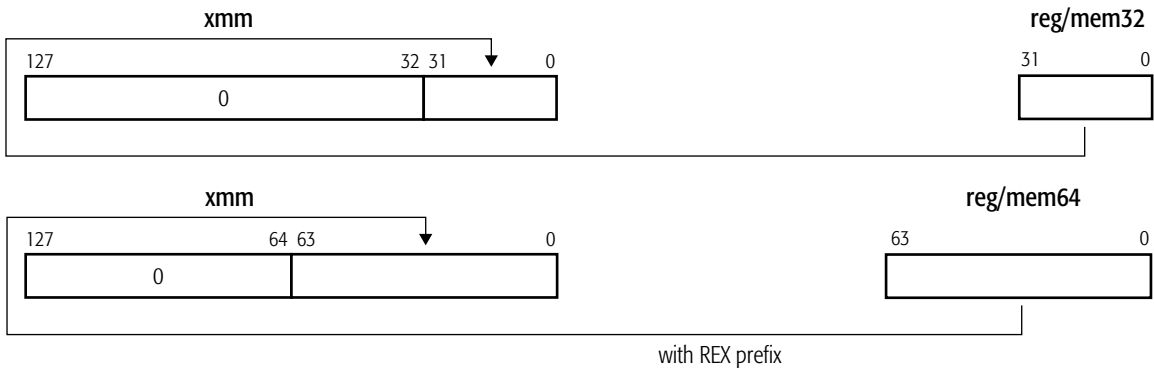 xmm reg/mem32
127 32 31 0 31 0
0
xmm reg/mem64
127 64 63 0 63 0
0
with REX prefix